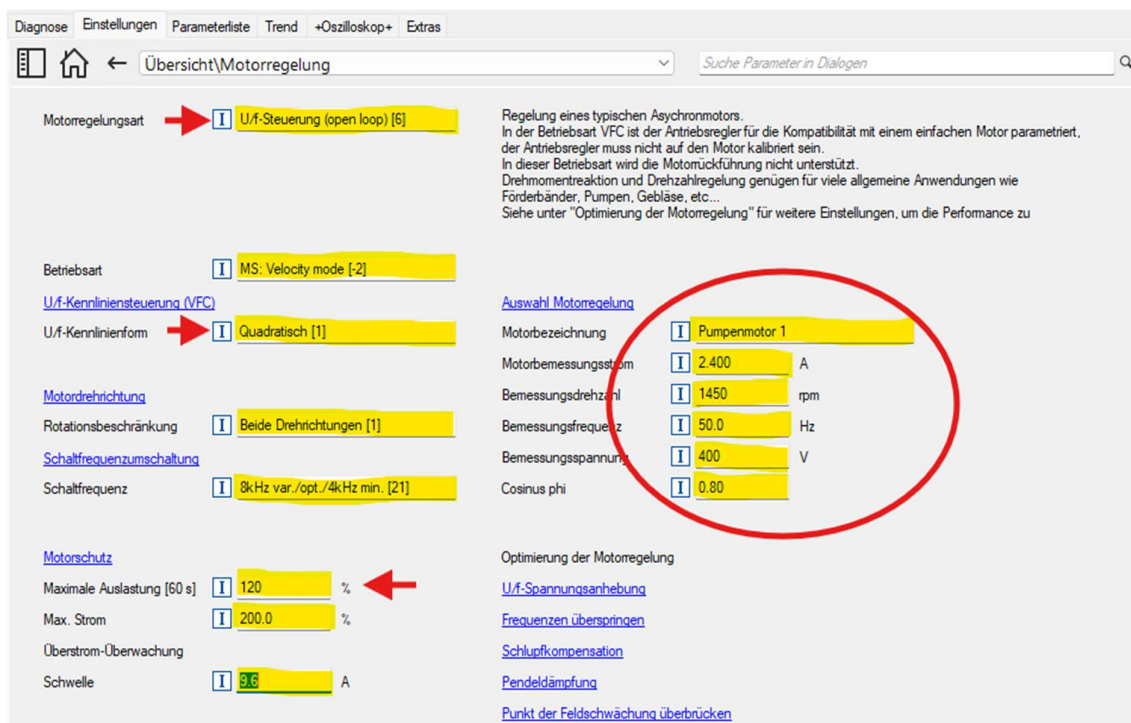 Diagnose Einstellungen Parameterliste Trend +Oszilloskop+ Extras
Übersicht\Motorregelung Suche Parameter in Dialogen
Motorregelungsart I U/f-Steuerung (open loop) [6]
Regelung eines typischen Asychronmotors.
In der Betriebsart VFC ist der Antriebsregler für die Kompatibilität mit einem einfachen Motor parametriert,
der Antriebsregler muss nicht auf den Motor kalibriert sein.
In dieser Betriebsart wird die Motorrückführung nicht unterstützt.
Drehmomentreaktion und Drehzahlregelung genügen für viele allgemeine Anwendungen wie
Förderbänder, Pumpen, Gebläse, etc...
Siehe unter "Optimierung der Motorregelung" für weitere Einstellungen, um die Performance zu
Betriebsart I MS: Velocity mode [-2]
U/f-Kennliniensteuerung (VFC)
U/f-Kennlinienform I Quadratisch [1]
Motordrehrichtung
Rotationsbeschränkung I Beide Drehrichtungen [1]
Schaltfrequenzumschaltung
Schaltfrequenz I 8kHz var./opt./4kHz min. [21]
Auswahl Motorregelung
Motorbezeichnung I Pumpenmotor 1
Motorbemessungsstrom I 2.400 A
Bemessungsdrehzahl I 1450 rpm
Bemessungsfrequenz I 50.0 Hz
Bemessungsspannung I 400 V
Cosinus phi I 0.80
Motorschutz
Maximale Auslastung [60 s] I 120 %
Max. Strom I 200.0 %
Überstrom-Überwachung
Schwelle I 9.6 A
Optimierung der Motorregelung
U/f-Spannungsanhebung
Frequenzen überspringen
Schlupfkompensation
Pendeldämpfung
Punkt der Feldschwächung überbrücken